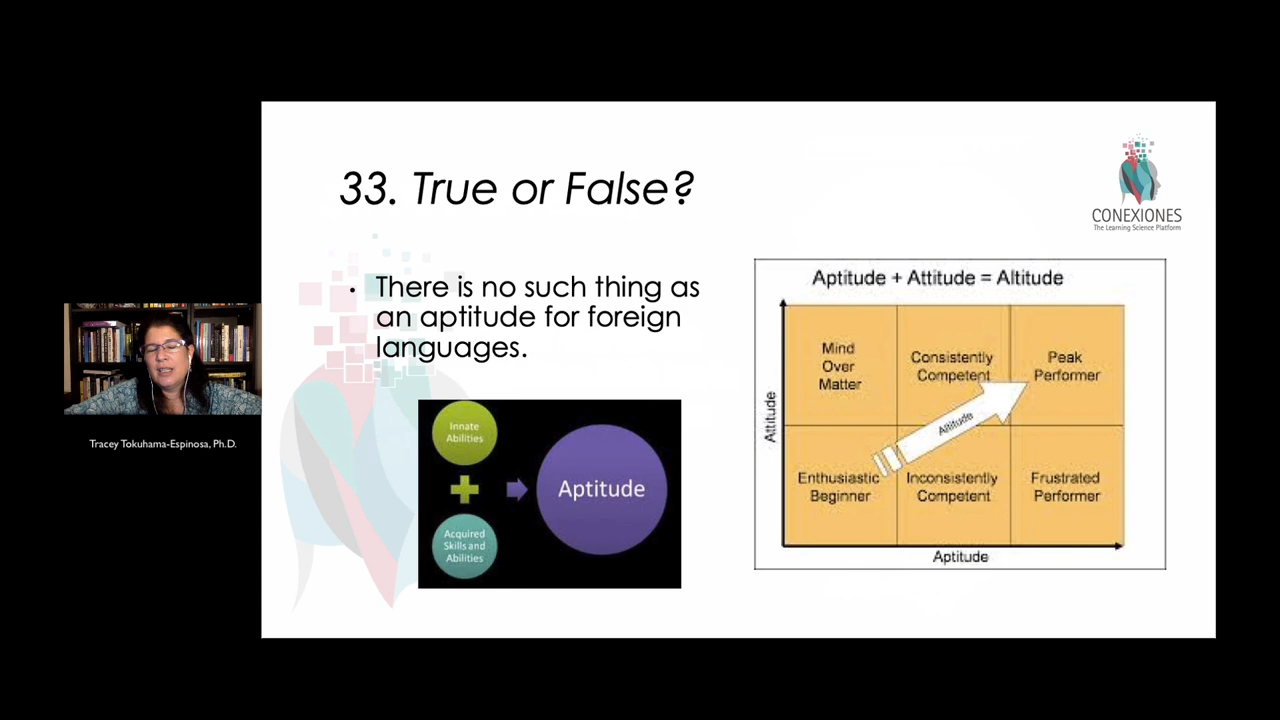 33. True or False?
CONEXIONES
The Learning Science Platform
• There is no such thing as
an aptitude for foreign
languages.
Innate
Abilities
Acquired
Skills and
Abilities
Aptitude
Aptitude + Attitude = Altitude
Attitude
Mind
Over
Matter
Consistently
Competent
Peak
Performer
Altitude
Enthusiastic
Beginner
Inconsistently
Competent
Frustrated
Performer
Aptitude
Tracey Tokuhama-Espinosa, Ph.D.